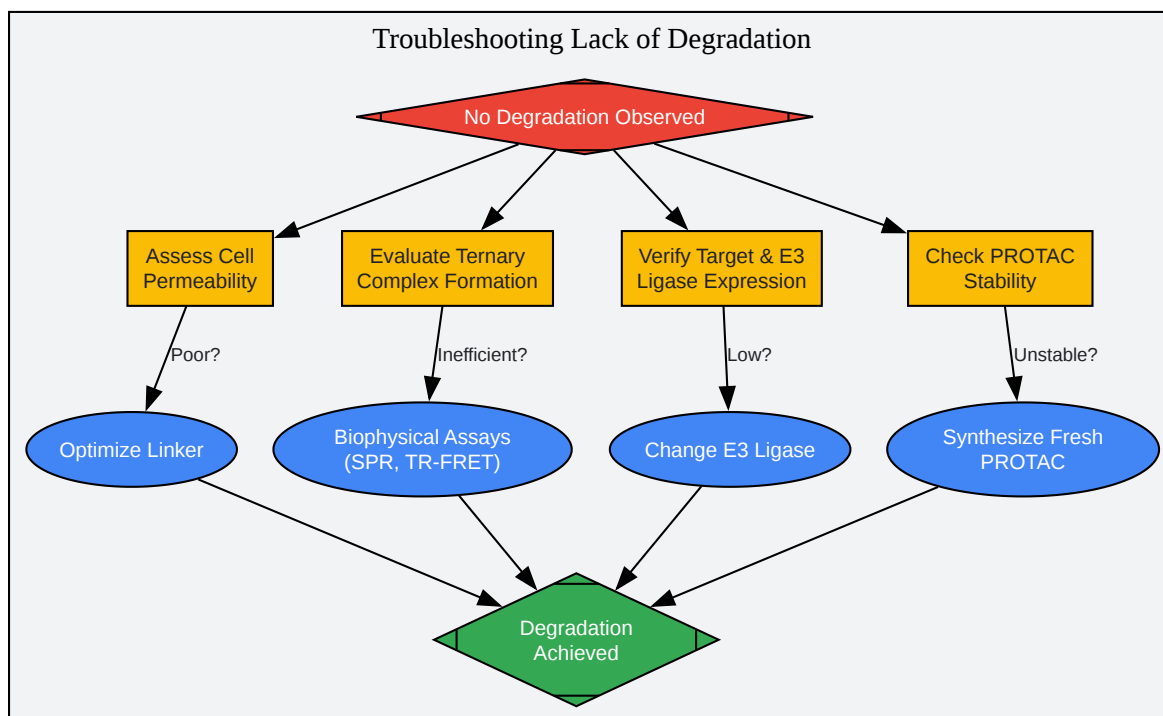 Troubleshooting Lack of Degradation
No Degradation Observed
Assess Cell
Permeability
Evaluate Ternary
Complex Formation
Verify Target & E3
Ligase Expression
Check PROTAC
Stability
Poor?
Inefficient?
Low?
Unstable?
Optimize Linker
Biophysical Assays
(SPR, TR-FRET)
Change E3 Ligase
Synthesize Fresh
PROTAC
Degradation
Achieved